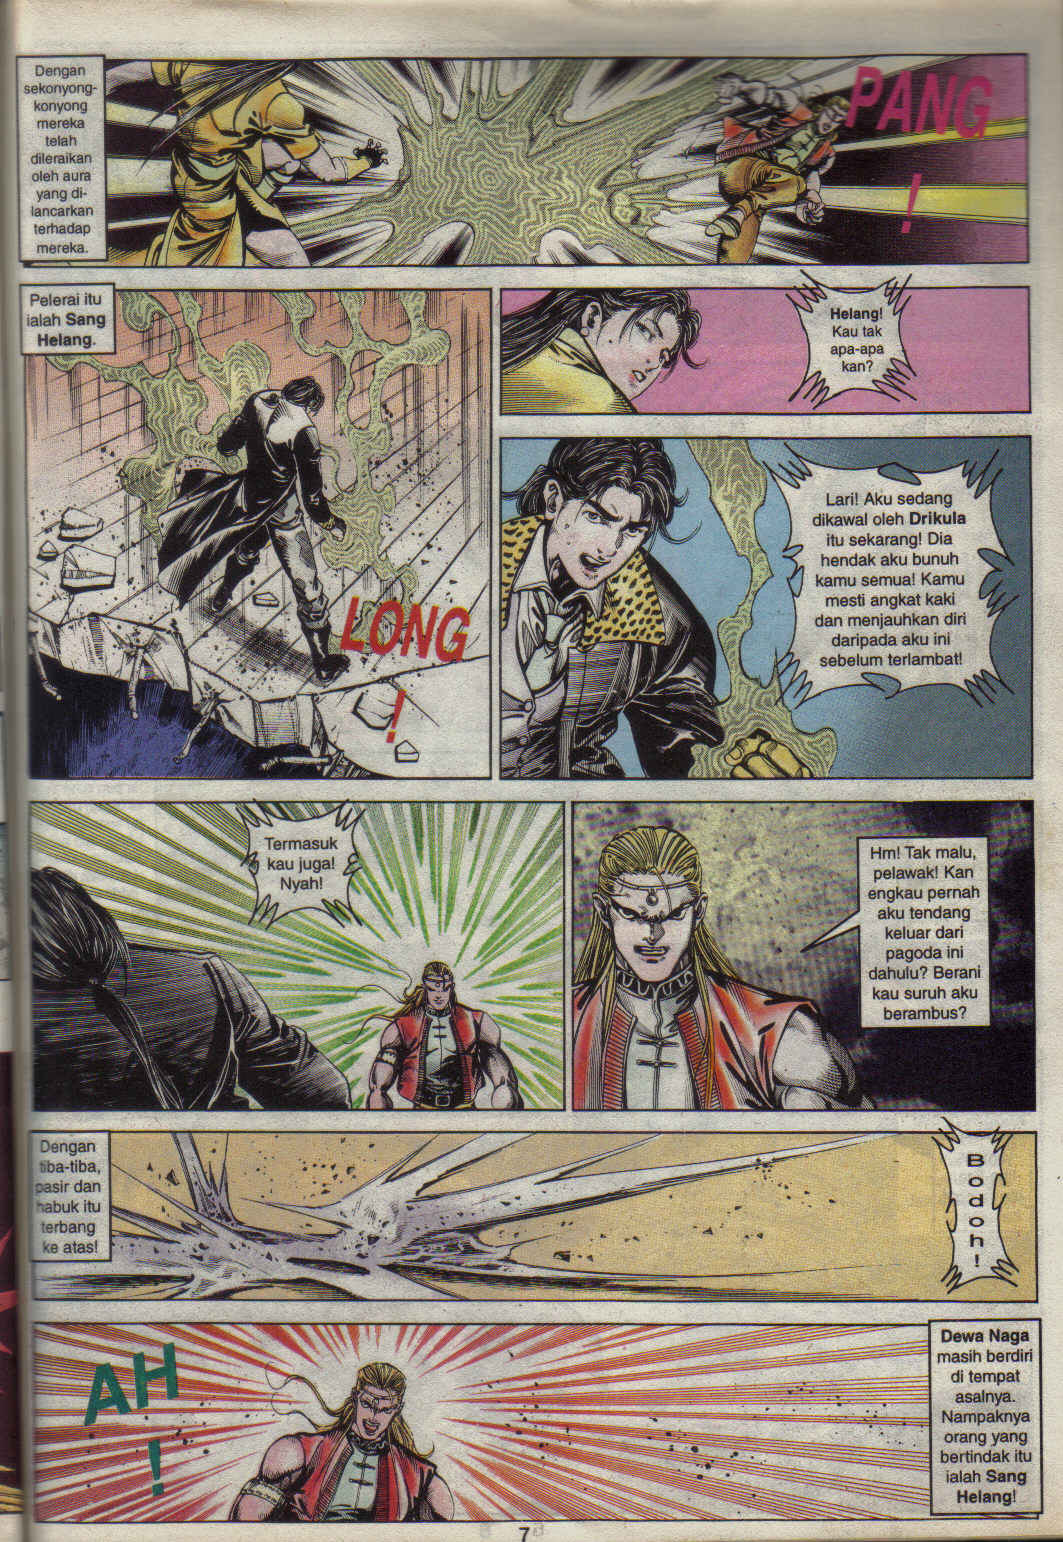 Dengan
sekonyong-
konyong
mereka
telah
dileraikan
oleh aura
yang di-
lancarkan
terhadap
mereka.
PANG
!
Pelerai itu
ialah Sang
Helang.
LONG
!
Helang!
Kau tak
apa-apa
kan?
Lari! Aku sedang
dikawal oleh Drikula
itu sekarang! Dia
hendak aku bunuh
kamu semua! Kamu
mesti angkat kaki
dan menjauhkan diri
daripada aku ini
sebelum terlambat!
Termasuk
kau juga!
Nyah!
Hm! Tak malu,
pelawak! Kan
engkau pernah
aku tendang
keluar dari
pagoda ini
dahulu? Berani
kau suruh aku
berambus?
Dengan
tiba-tiba,
pasir dan
habuk itu
terbang
ke atas!
Bodoh!
AH
!
Dewa Naga
masih berdiri
di tempat
asalnya.
Nampaknya
orang yang
bertindak itu
ialah Sang
Helang!
7